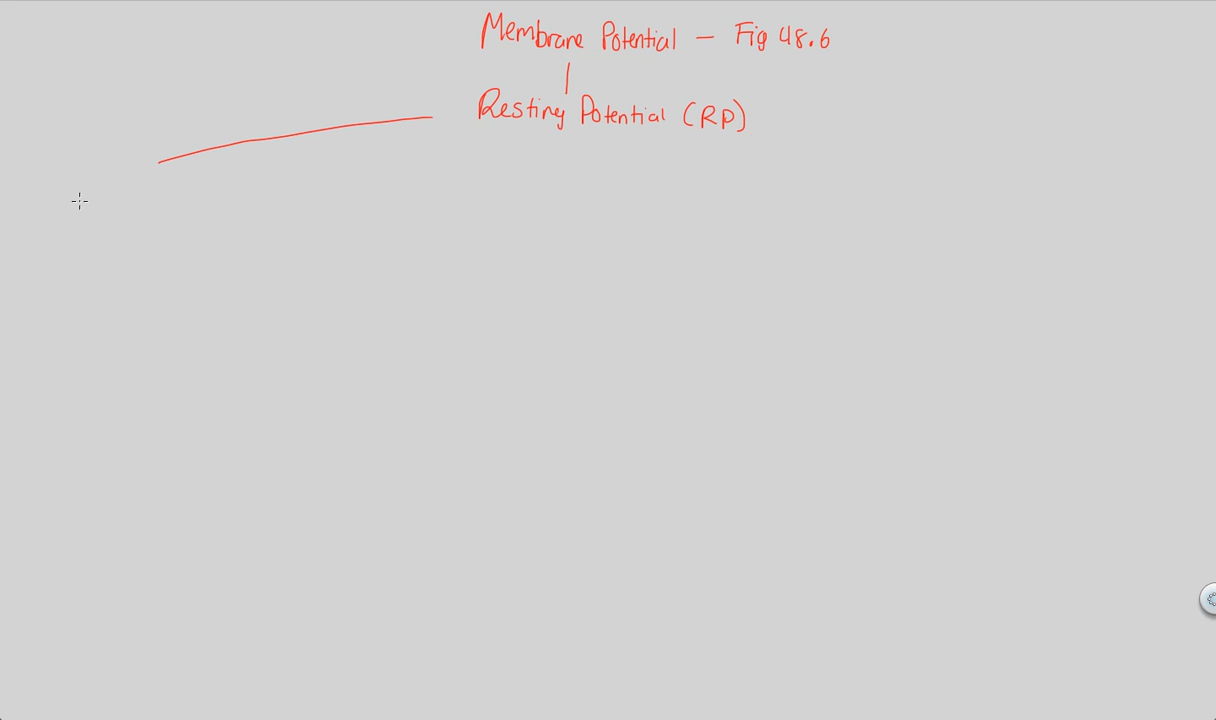 Membrane Potential – Fig 48.6
Resting Potential (RP)